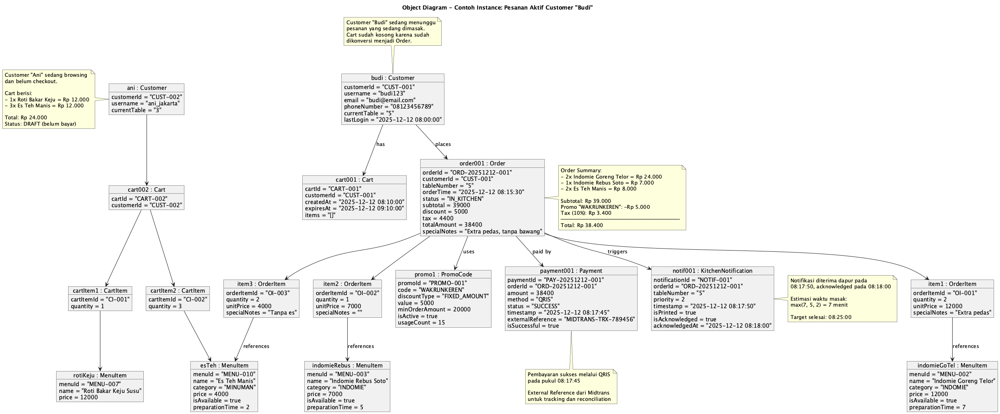 Object Diagram - Contoh Instance: Pesanan Aktif Customer "Budi"
Customer "Budi" sedang menunggu
pesanan yang sedang dimasak.
Cart sudah kosong karena sudah
dikonversi menjadi Order.
Customer "Ani" sedang browsing
dan belum checkout.
Cart berisi:
- 1x Roti Bakar Keju = Rp 12.000
- 3x Es Teh Manis = Rp 12.000
Total: Rp 24.000
Status: DRAFT (belum bayar)
ani : Customer
customerId = "CUST-002"
username = "ani_jakarta"
currentTable = "3"
budi : Customer
customerId = "CUST-001"
username = "budi123"
email = "budi@email.com"
phoneNumber = "08123456789"
currentTable = "5"
lastLogin = "2025-12-12 08:00:00"
has
places
cart002 : Cart
cartId = "CART-002"
customerId = "CUST-002"
cart001 : Cart
cartId = "CART-001"
customerId = "CUST-001"
createdAt = "2025-12-12 08:10:00"
expiresAt = "2025-12-12 09:10:00"
items = "[]"
order001 : Order
orderId = "ORD-20251212-001"
customerId = "CUST-001"
tableNumber = "5"
orderTime = "2025-12-12 08:15:30"
status = "IN_KITCHEN"
subtotal = 39000
discount = 5000
tax = 4400
totalAmount = 38400
specialNotes = "Extra pedas, tanpa bawang"
Order Summary:
- 2x Indomie Goreng Telor = Rp 24.000
- 1x Indomie Rebus Soto = Rp 7.000
- 2x Es Teh Manis = Rp 8.000
Subtotal: Rp 39.000
Promo "WAKRUNKEREN": -Rp 5.000
Tax (10%): Rp 3.400
Total: Rp 38.400
uses
paid by
triggers
cartItem1 : CartItem
cartItemId = "CI-001"
quantity = 1
cartItem2 : CartItem
cartItemId = "CI-002"
quantity = 3
item3 : OrderItem
orderItemId = "OI-003"
quantity = 2
unitPrice = 4000
specialNotes = "Tanpa es"
item2 : OrderItem
orderItemId = "OI-002"
quantity = 1
unitPrice = 7000
specialNotes = ""
promo1 : PromoCode
promoId = "PROMO-001"
code = "WAKRUNKEREN"
discountType = "FIXED_AMOUNT"
value = 5000
minOrderAmount = 20000
isActive = true
usageCount = 15
payment001 : Payment
paymentId = "PAY-20251212-001"
orderId = "ORD-20251212-001"
amount = 38400
method = "QRIS"
status = "SUCCESS"
timestamp = "2025-12-12 08:17:45"
externalReference = "MIDTRANS-TRX-789456"
isSuccessful = true
notif001 : KitchenNotification
notificationId = "NOTIF-001"
orderId = "ORD-20251212-001"
tableNumber = "5"
priority = 2
timestamp = "2025-12-12 08:17:50"
isPrinted = true
isAcknowledged = true
acknowledgedAt = "2025-12-12 08:18:00"
Notifikasi diterima dapur pada
08:17:50, acknowledged pada 08:18:00
Estimasi waktu masak:
max(7, 5, 2) = 7 menit
Target selesai: 08:25:00
item1 : OrderItem
orderItemId = "OI-001"
quantity = 2
unitPrice = 12000
specialNotes = "Extra pedas"
references
references
references
rotiKeju : MenuItem
menuId = "MENU-007"
name = "Roti Bakar Keju Susu"
price = 12000
esTeh : MenuItem
menuId = "MENU-010"
name = "Es Teh Manis"
category = "MINUMAN"
price = 4000
isAvailable = true
preparationTime = 2
indomieRebus : MenuItem
menuId = "MENU-003"
name = "Indomie Rebus Soto"
category = "INDOMIE"
price = 7000
isAvailable = true
preparationTime = 5
Pembayaran sukses melalui QRIS
pada pukul 08:17:45
External Reference dari Midtrans
untuk tracking dan reconciliation
indomieGoTel : MenuItem
menuId = "MENU-002"
name = "Indomie Goreng Telor"
category = "INDOMIE"
price = 12000
isAvailable = true
preparationTime = 7